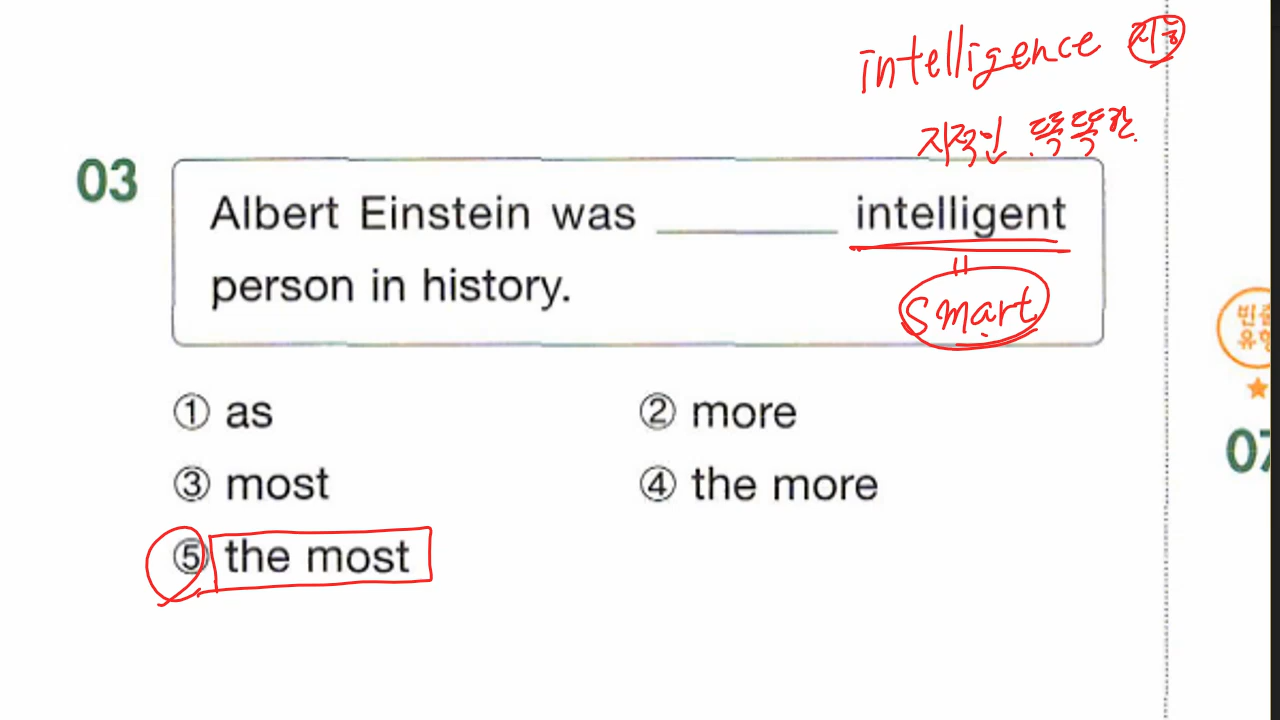 intelligence 지능
지적인 똑똑한
03
Albert Einstein was ________ intelligent
person in history.
smart
① as
② more
③ most
④ the more
⑤ the most
07